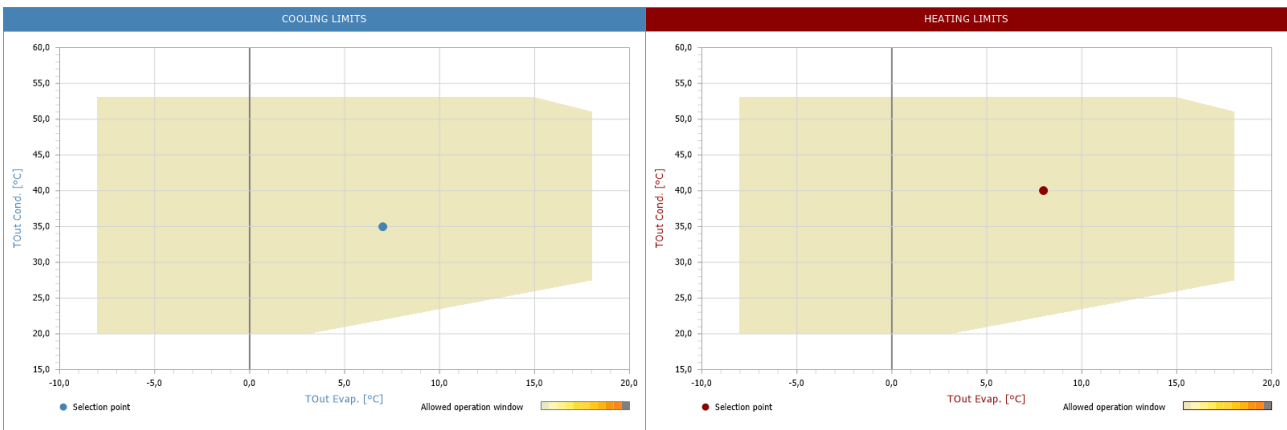 COOLING LIMITS
60,0
55,0
50,0
45,0
40,0
35,0
30,0
25,0
20,0
15,0
TOut Cond. [°C]
-10,0 -5,0 0,0 5,0 10,0 15,0 20,0
TOut Evap. [°C]
Selection point
Allowed operation window
HEATING LIMITS
60,0
55,0
50,0
45,0
40,0
35,0
30,0
25,0
20,0
15,0
TOut Cond. [°C]
-10,0 -5,0 0,0 5,0 10,0 15,0 20,0
TOut Evap. [°C]
Selection point
Allowed operation window